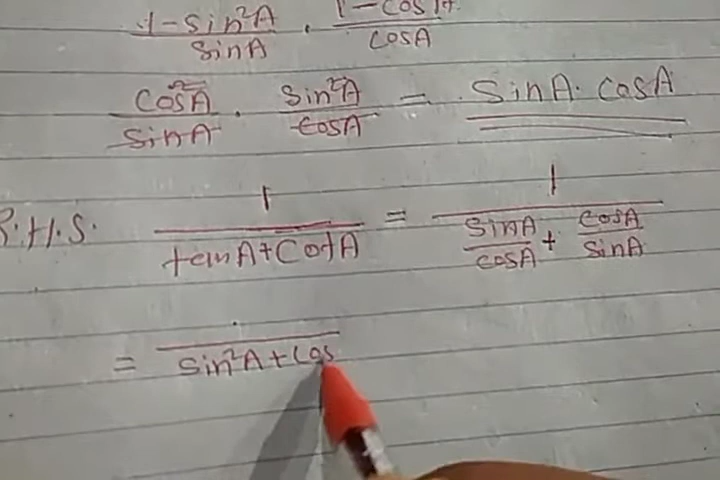 1-sin²A/sinA . 1-cos²A/cosA
cos²A/sinA . sin²A/cosA = sinA. cosA
R.H.S. 1/tanA+CotA = 1/sinA/cosA + cosA/sinA
= sin²A+cos